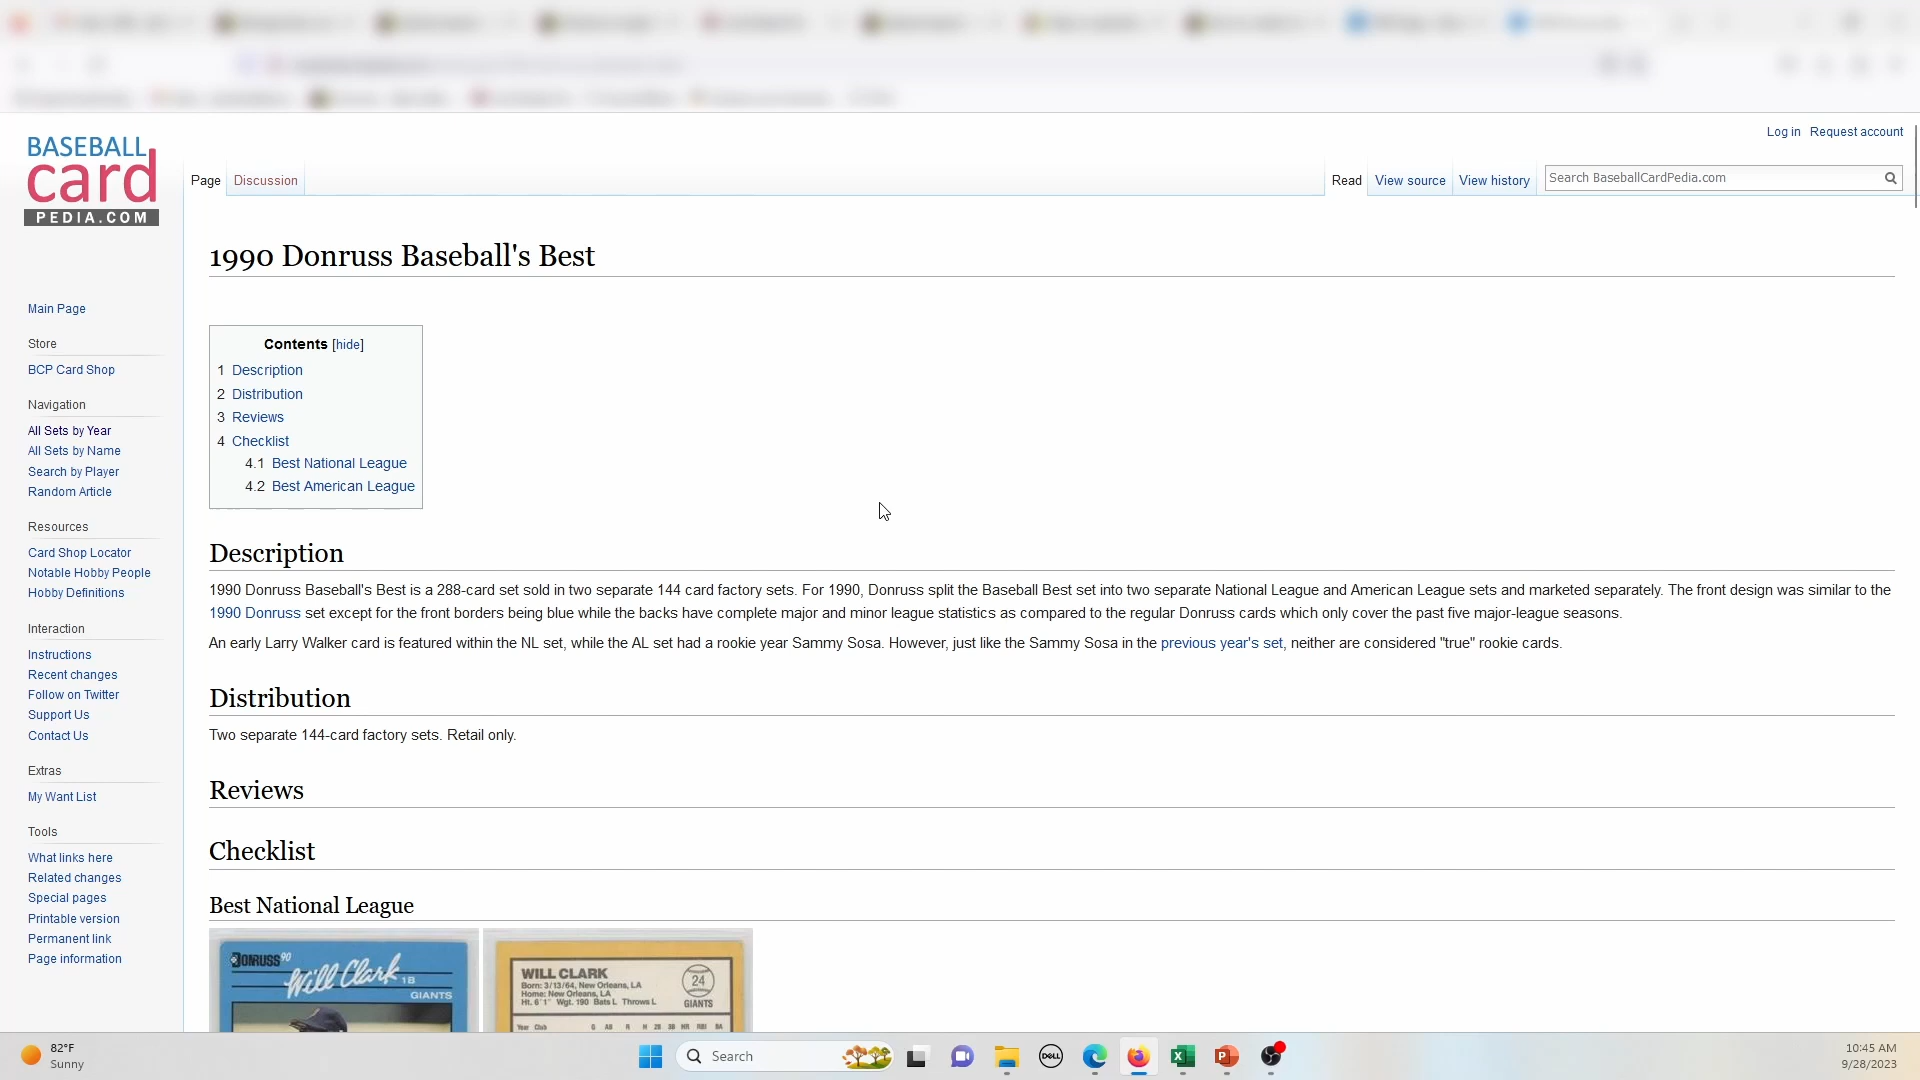 BASEBALL
card
PEDIA.COM
Log in Request account
Page Discussion
Read View source View history
Search BaseballCardPedia.com
1990 Donruss Baseball's Best
Main Page
Store
BCP Card Shop
Navigation
All Sets by Year
All Sets by Name
Search by Player
Random Article
Resources
Card Shop Locator
Notable Hobby People
Hobby Definitions
Interaction
Instructions
Recent changes
Follow on Twitter
Support Us
Contact Us
Extras
My Want List
Tools
What links here
Related changes
Special pages
Printable version
Permanent link
Page information
Contents [hide]
1 Description
2 Distribution
3 Reviews
4 Checklist
4.1 Best National League
4.2 Best American League
Description
1990 Donruss Baseball's Best is a 288-card set sold in two separate 144 card factory sets. For 1990, Donruss split the Baseball Best set into two separate National League and American League sets and marketed separately. The front design was similar to the
1990 Donruss set except for the front borders being blue while the backs have complete major and minor league statistics as compared to the regular Donruss cards which only cover the past five major-league seasons.
An early Larry Walker card is featured within the NL set, while the AL set had a rookie year Sammy Sosa. However, just like the Sammy Sosa in the previous year's set, neither are considered "true" rookie cards.
Distribution
Two separate 144-card factory sets. Retail only.
Reviews
Checklist
Best National League
DONRUSS 90
Will Clark 1B
GIANTS
WILL CLARK
Born: 3/13/64, New Orleans, LA
Home: New Orleans, LA
Ht. 6'1" Wgt. 190 Bats L Throws L
24
GIANTS
Year Club G AB R H 2B 3B HR RBI BA
82°F
Sunny
Search
DELL
10:45 AM
9/28/2023